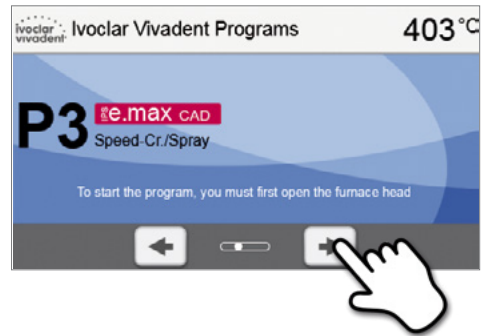 ivoclar vivadent Ivoclar Vivadent Programs 403°C
P3 IPS e.max CAD
Speed-Cr./Spray
To start the program, you must first open the furnace head